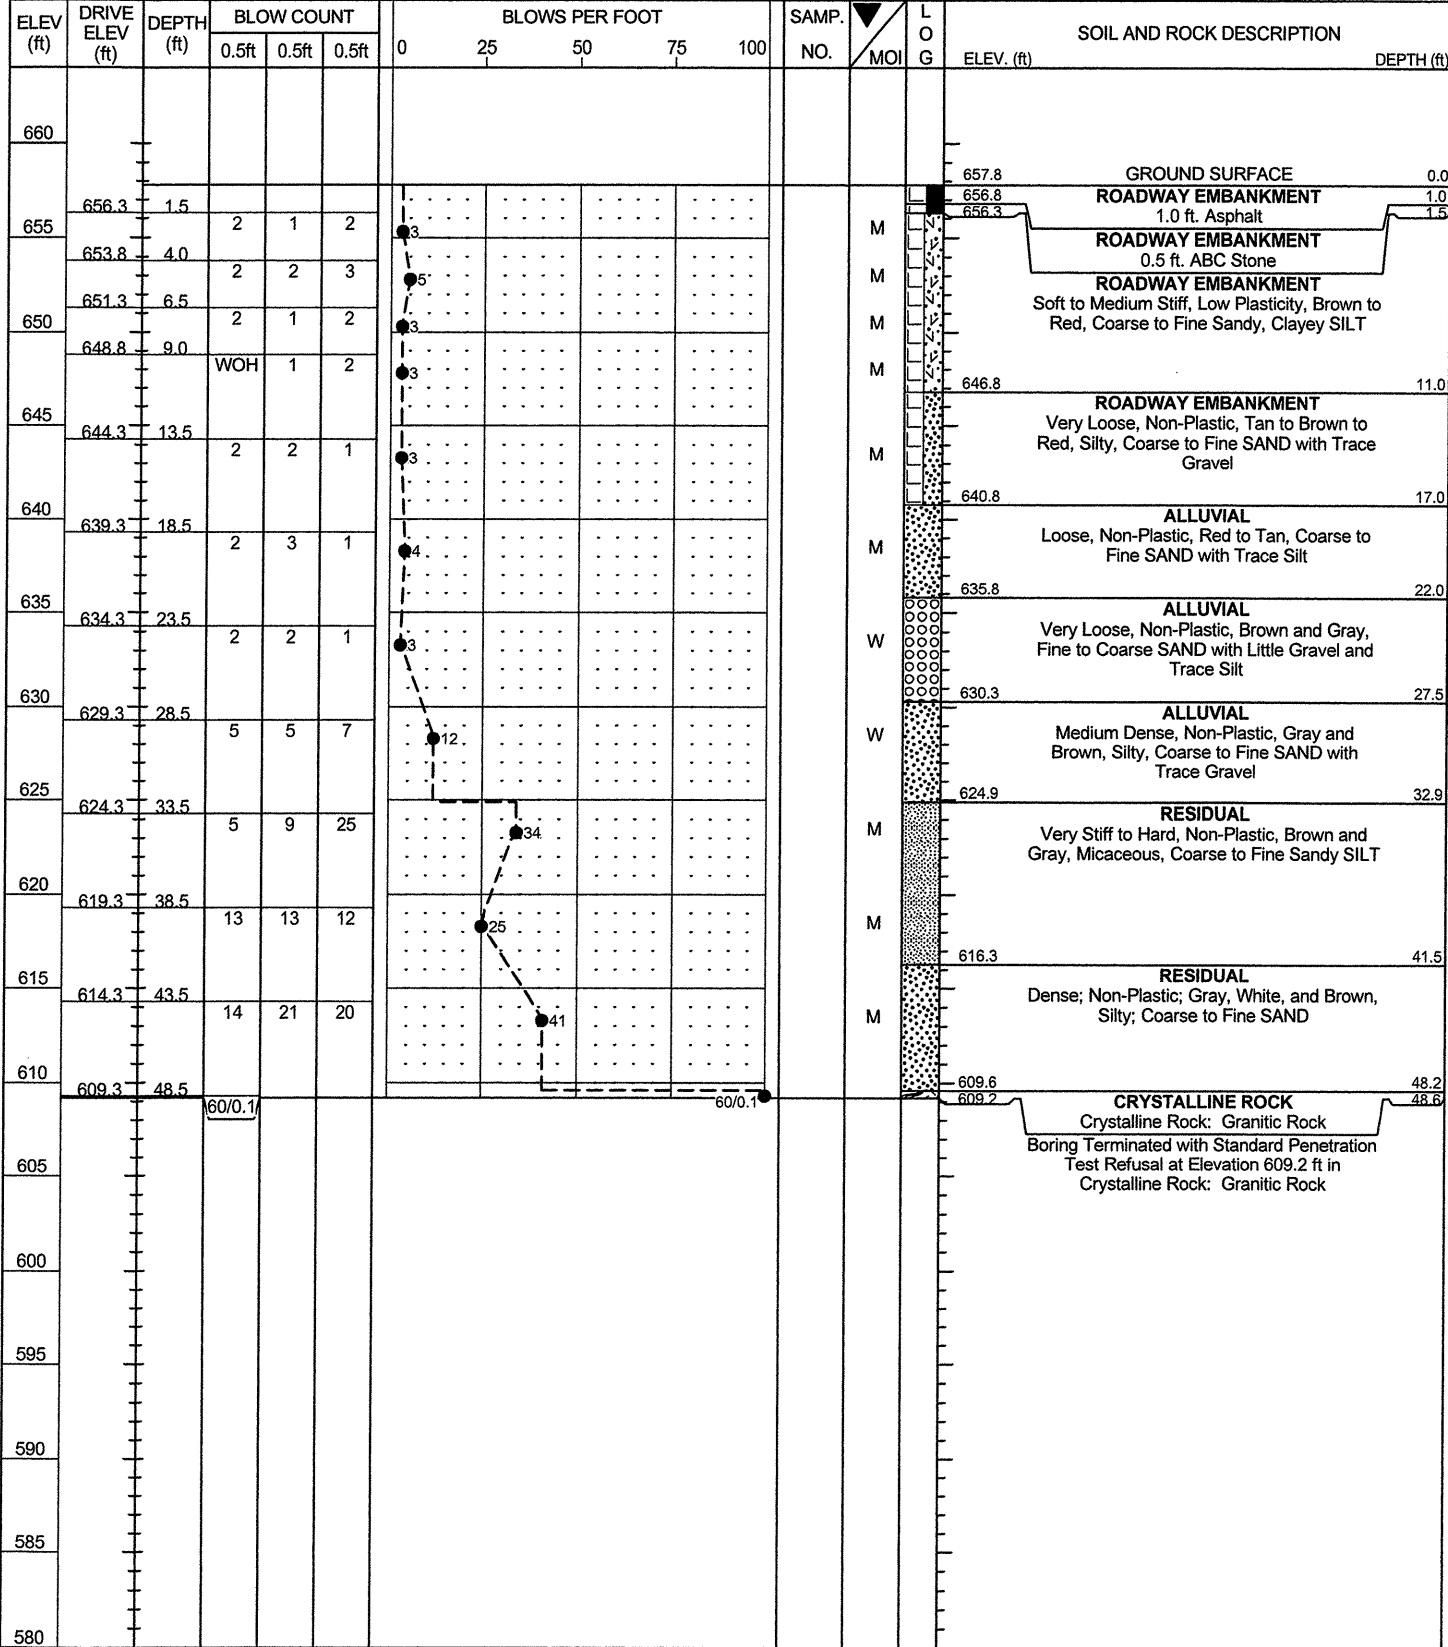 ELEV (ft) DRIVE ELEV (ft) DEPTH (ft) BLOW COUNT BLOWS PER FOOT SAMP. NO. MOI LOG SOIL AND ROCK DESCRIPTION
0.5ft 0.5ft 0.5ft 0 25 50 75 100 ELEV. (ft) DEPTH (ft)
660
657.8 GROUND SURFACE 0.0
656.8 ROADWAY EMBANKMENT 1.0
1.0 ft. Asphalt
656.3 1.5 656.3 1.5
2 1 2 3 M
655
ROADWAY EMBANKMENT
0.5 ft. ABC Stone
653.8 4.0
2 2 3 5 M
ROADWAY EMBANKMENT
Soft to Medium Stiff, Low Plasticity, Brown to
Red, Coarse to Fine Sandy, Clayey SILT
651.3 6.5
2 1 2 3 M
650
648.8 9.0
WOH 1 2 3 M
646.8 11.0
ROADWAY EMBANKMENT
Very Loose, Non-Plastic, Tan to Brown to
Red, Silty, Coarse to Fine SAND with Trace
Gravel
645
644.3 13.5
2 2 1 3 M
640.8 17.0
640
ALLUVIAL
Loose, Non-Plastic, Red to Tan, Coarse to
Fine SAND with Trace Silt
639.3 18.5
2 3 1 4 M
635.8 22.0
635
ALLUVIAL
Very Loose, Non-Plastic, Brown and Gray,
Fine to Coarse SAND with Little Gravel and
Trace Silt
634.3 23.5
2 2 1 3 W
630.3 27.5
630
ALLUVIAL
Medium Dense, Non-Plastic, Gray and
Brown, Silty, Coarse to Fine SAND with
Trace Gravel
629.3 28.5
5 5 7 12 W
625
624.9 32.9
RESIDUAL
Very Stiff to Hard, Non-Plastic, Brown and
Gray, Micaceous, Coarse to Fine Sandy SILT
624.3 33.5
5 9 25 34 M
620
619.3 38.5
13 13 12 25 M
616.3 41.5
RESIDUAL
Dense; Non-Plastic; Gray, White, and Brown,
Silty; Coarse to Fine SAND
615
614.3 43.5
14 21 20 41 M
610
609.6 48.2
609.3 48.5
60/0.1 60/0.1
CRYSTALLINE ROCK
609.2 48.6
Crystalline Rock: Granitic Rock
Boring Terminated with Standard Penetration
Test Refusal at Elevation 609.2 ft in
Crystalline Rock: Granitic Rock
605
600
595
590
585
580